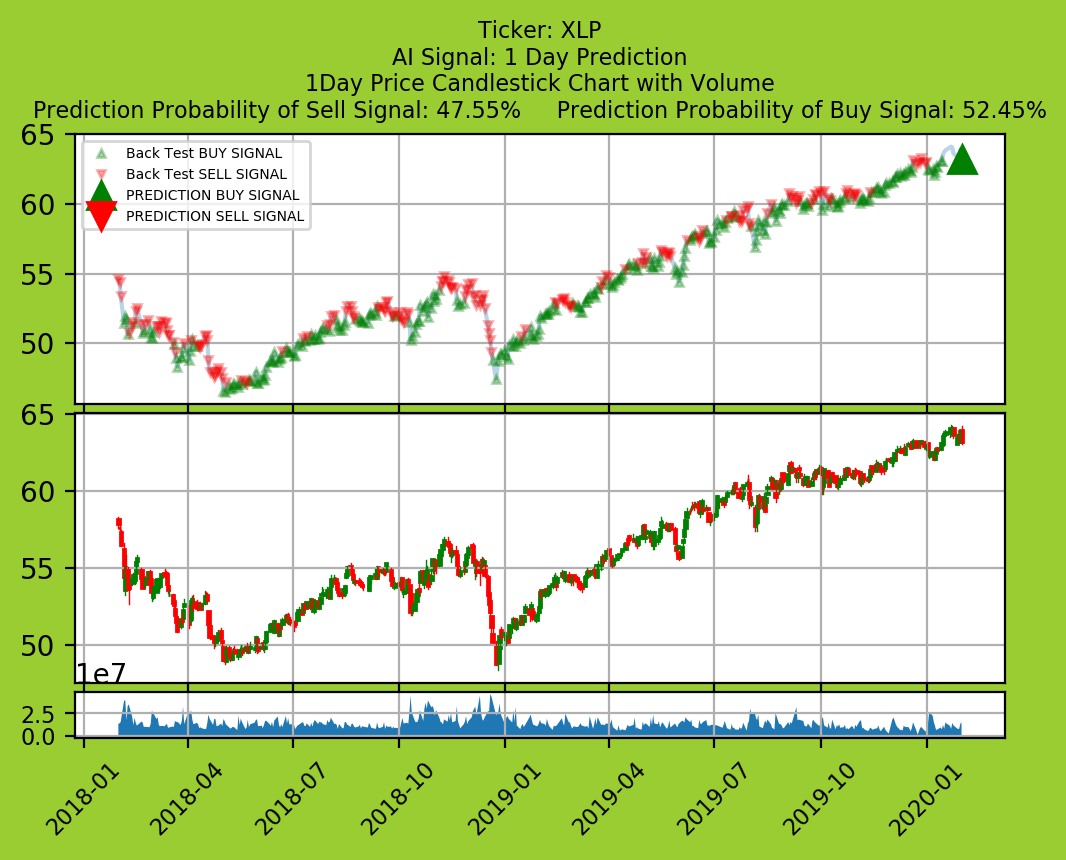 Ticker: XLP
AI Signal: 1 Day Prediction
1Day Price Candlestick Chart with Volume
Prediction Probability of Sell Signal: 47.55%     Prediction Probability of Buy Signal: 52.45%
65
60
55
50
Back Test BUY SIGNAL
Back Test SELL SIGNAL
PREDICTION BUY SIGNAL
PREDICTION SELL SIGNAL
65
60
55
50
1e7
2.5
0.0
2018-01
2018-04
2018-07
2018-10
2019-01
2019-04
2019-07
2019-10
2020-01